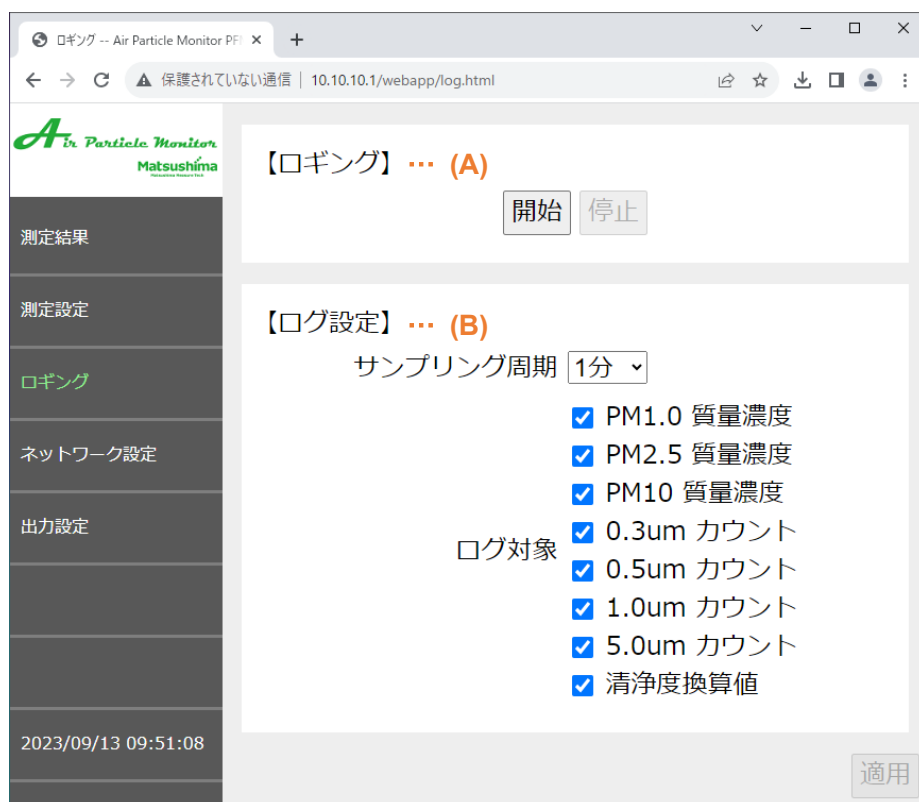 ロギング -- Air Particle Monitor PF
保護されていない通信 | 10.10.10.1/webapp/log.html
Air Particle Monitor
Matsushima
測定結果
測定設定
ロギング
ネットワーク設定
出力設定
2023/09/13 09:51:08
【ロギング】 … (A)
開始 停止
【ログ設定】 … (B)
サンプリング周期 1分
ログ対象
PM1.0 質量濃度
PM2.5 質量濃度
PM10 質量濃度
0.3um カウント
0.5um カウント
1.0um カウント
5.0um カウント
清浄度換算値
適用